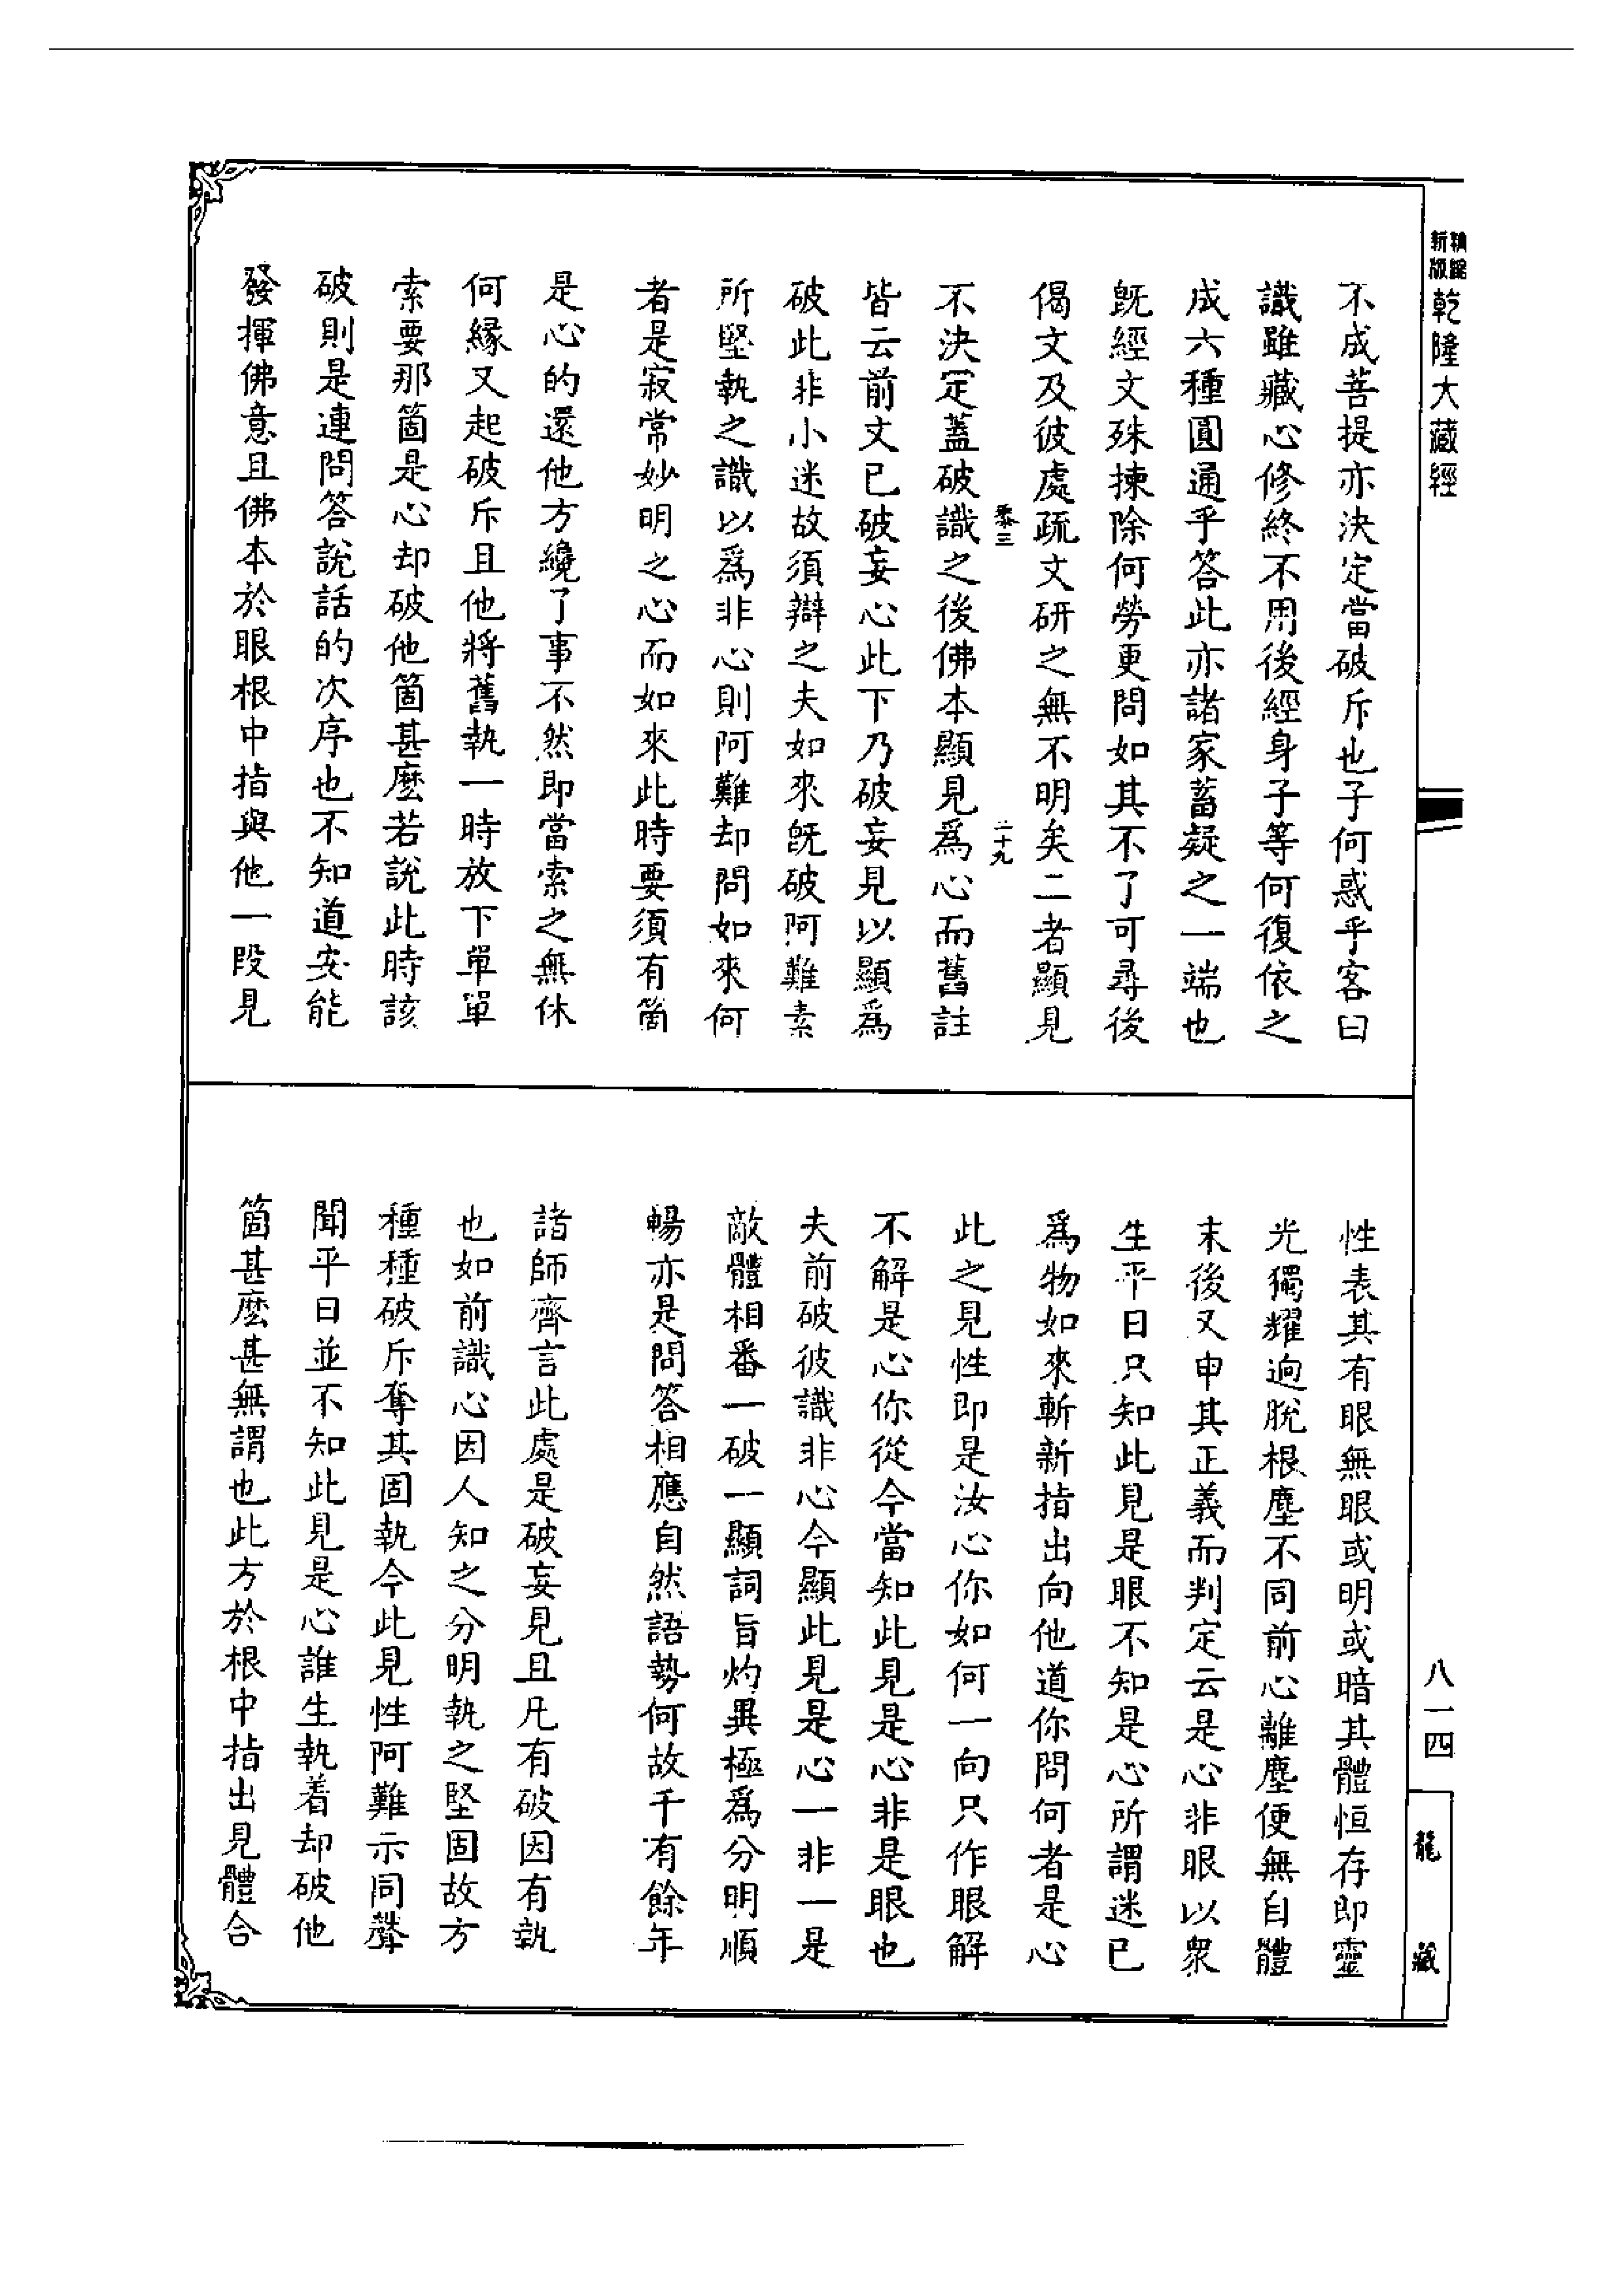 精編
新版
乾隆大藏經
不成菩提亦決定當破斥也子何惑乎客曰
識雖藏心修終不用後經身子等何復依之
成六種圓通乎答此亦諸家蓄疑之一端也
既經文殊揀除何勞更問如其不了可尋後
偈文及彼處疏文研之無不明矣二者顯見
黍三
二十九
不決定蓋破識之後佛本顯見爲心而舊註
皆云前文已破妄心此下乃破妄見以顯爲
破此非小迷故須辯之夫如來既破阿難素
所堅執之識以爲非心則阿難却問如來何
者是寂常妙明之心而如來此時要須有箇
是心的還他方纔了事不然即當索之無休
何緣又起破斥且他將舊執一時放下單單
索要那箇是心却破他箇甚麽若說此時該
破則是連問答說話的次序也不知道安能
發揮佛意且佛本於眼根中指與他一段見
性表其有眼無眼或明或暗其體恒存即靈
光獨耀迥脫根塵不同前心離塵便無自體
末後又申其正義而判定云是心非眼以衆
生平日只知此見是眼不知是心所謂迷已
爲物如來斬新指出向他道你問何者是心
此之見性即是汝心你如何一向只作眼解
不解是心你從今當知此見是心非是眼也
夫前破彼識非心今顯此見是心一非一是
敵體相番一破一顯詞旨灼異極爲分明順
暢亦是問答相應自然語勢何故千有餘年
諸師齊言此處是破妄見且凡有破因有執
也如前識心因人知之分明執之堅固故方
種種破斥奪其固執今此見性阿難示同聲
聞平日並不知此見是心誰生執着却破他
箇甚麽甚無謂也此方於根中指出見體合
八一四
龍藏